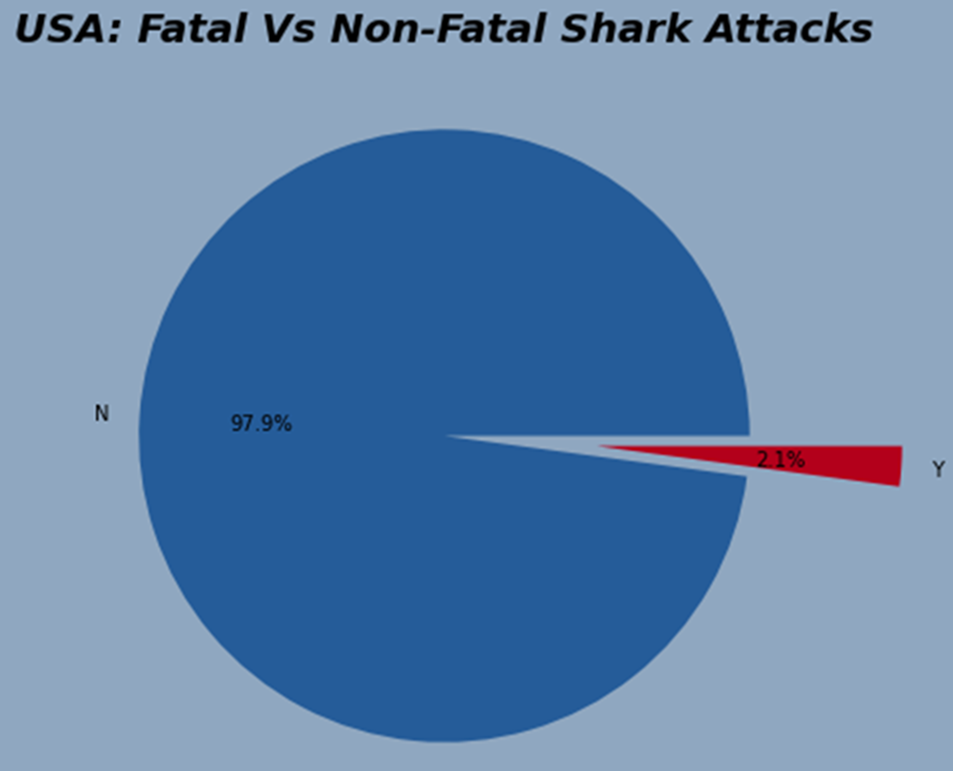 USA: Fatal Vs Non-Fatal Shark Attacks
N
97.9%
2.1%
Y